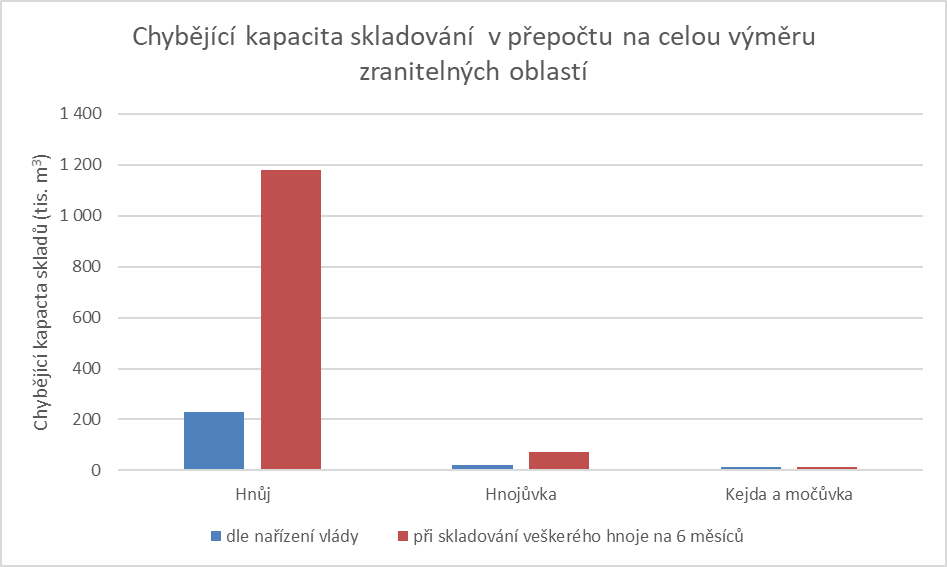 Chybějící kapacita skladování  v přepočtu na celou výměru
zranitelných oblastí
Chybějící kapacta skladů (tis. m³)
1 400
1 200
1 000
800
600
400
200
0
Hnůj
Hnojůvka
Kejda a močůvka
dle nařízení vlády
při skladování veškerého hnoje na 6 měsíců